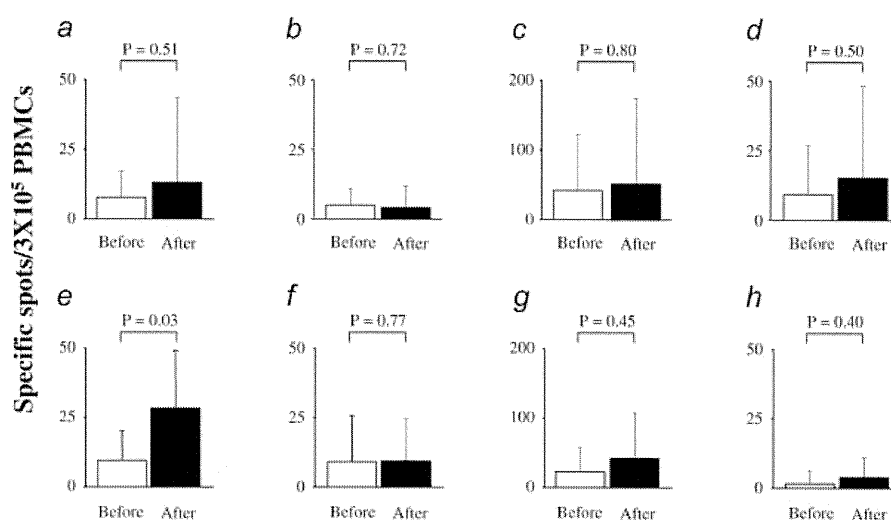 Specific spots/3X10⁵ PBMCs
a
P = 0.51
50
25
0
Before After
b
P = 0.72
50
25
0
Before After
c
P = 0.80
200
100
0
Before After
d
P = 0.50
50
25
0
Before After
e
P = 0.03
50
25
0
Before After
f
P = 0.77
50
25
0
Before After
g
P = 0.45
200
100
0
Before After
h
P = 0.40
50
25
0
Before After